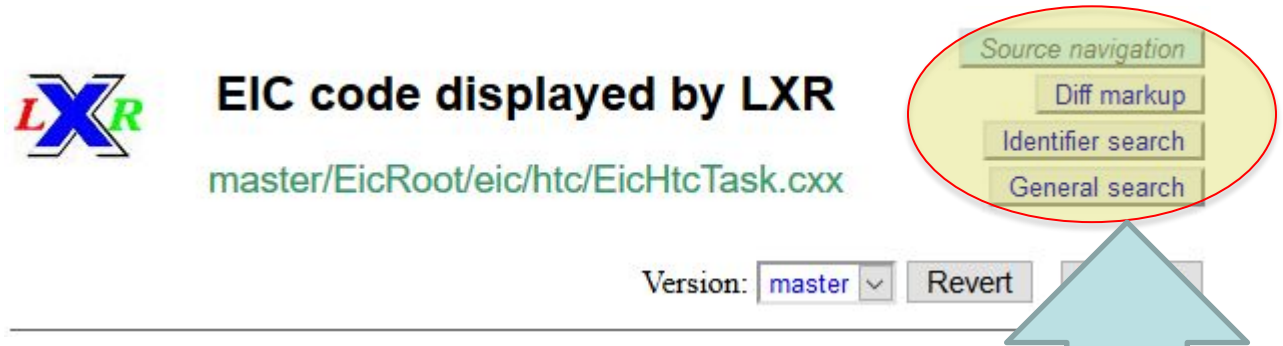 LXR
EIC code displayed by LXR
master/EicRoot/eic/htc/EicHtcTask.cxx
Source navigation
Diff markup
Identifier search
General search
Version: master Revert